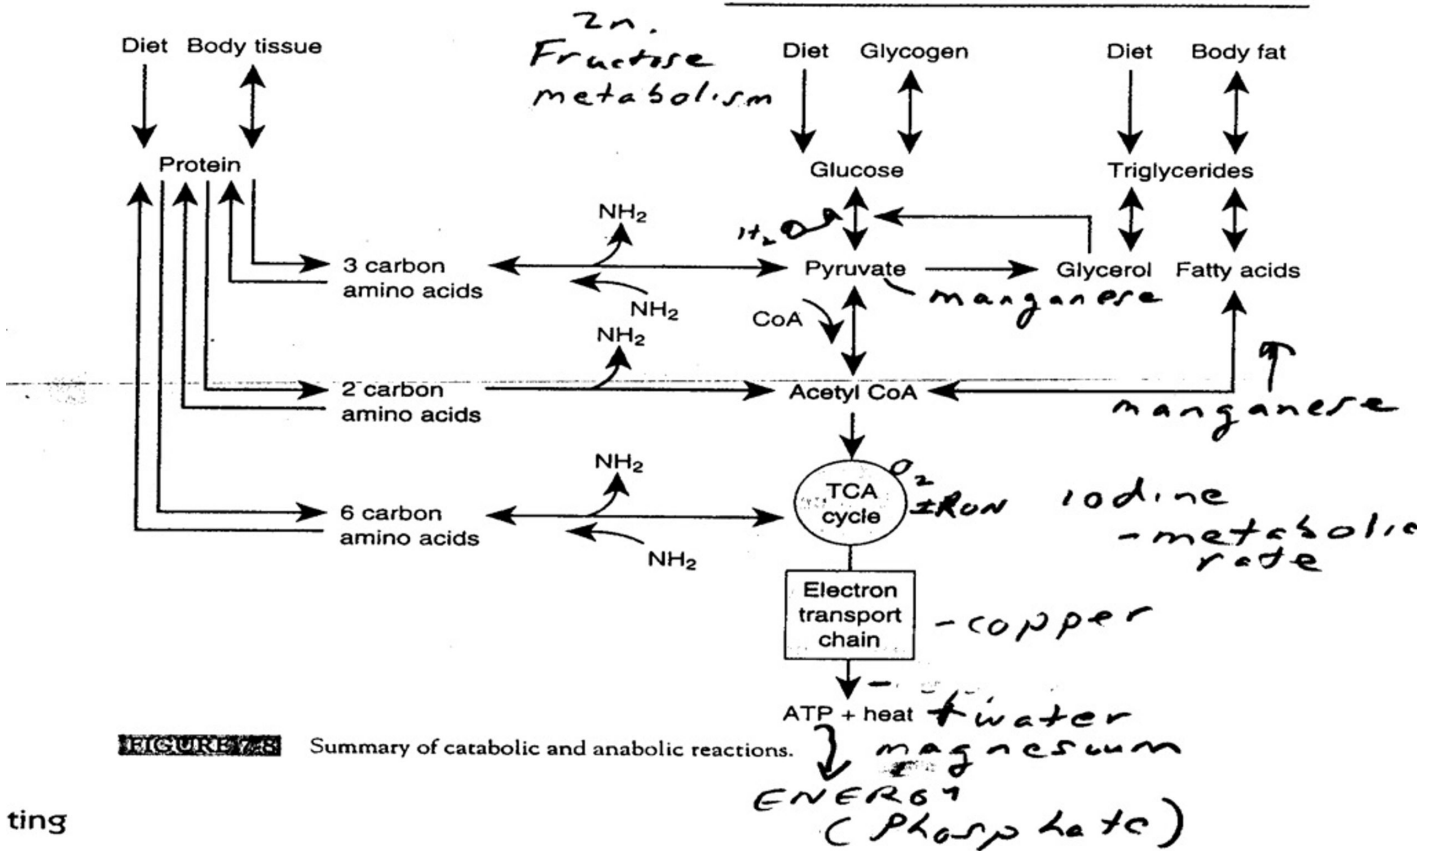 Zn.
Fructose
metabolism
Diet Body tissue
Diet Glycogen
Diet Body fat
Protein
Glucose
Triglycerides
NH2
H2O
3 carbon
amino acids
Pyruvate
Glycerol Fatty acids
manganese
NH2
CoA
NH2
2 carbon
amino acids
Acetyl CoA
manganese
NH2
TCA
cycle
O2
IRON
iodine
- metabolic
rate
6 carbon
amino acids
NH2
Electron
transport
chain
- copper
ATP + heat + water
magnesium
FIGURE 7-8 Summary of catabolic and anabolic reactions.
ENERGY
(Phosphate)
ting